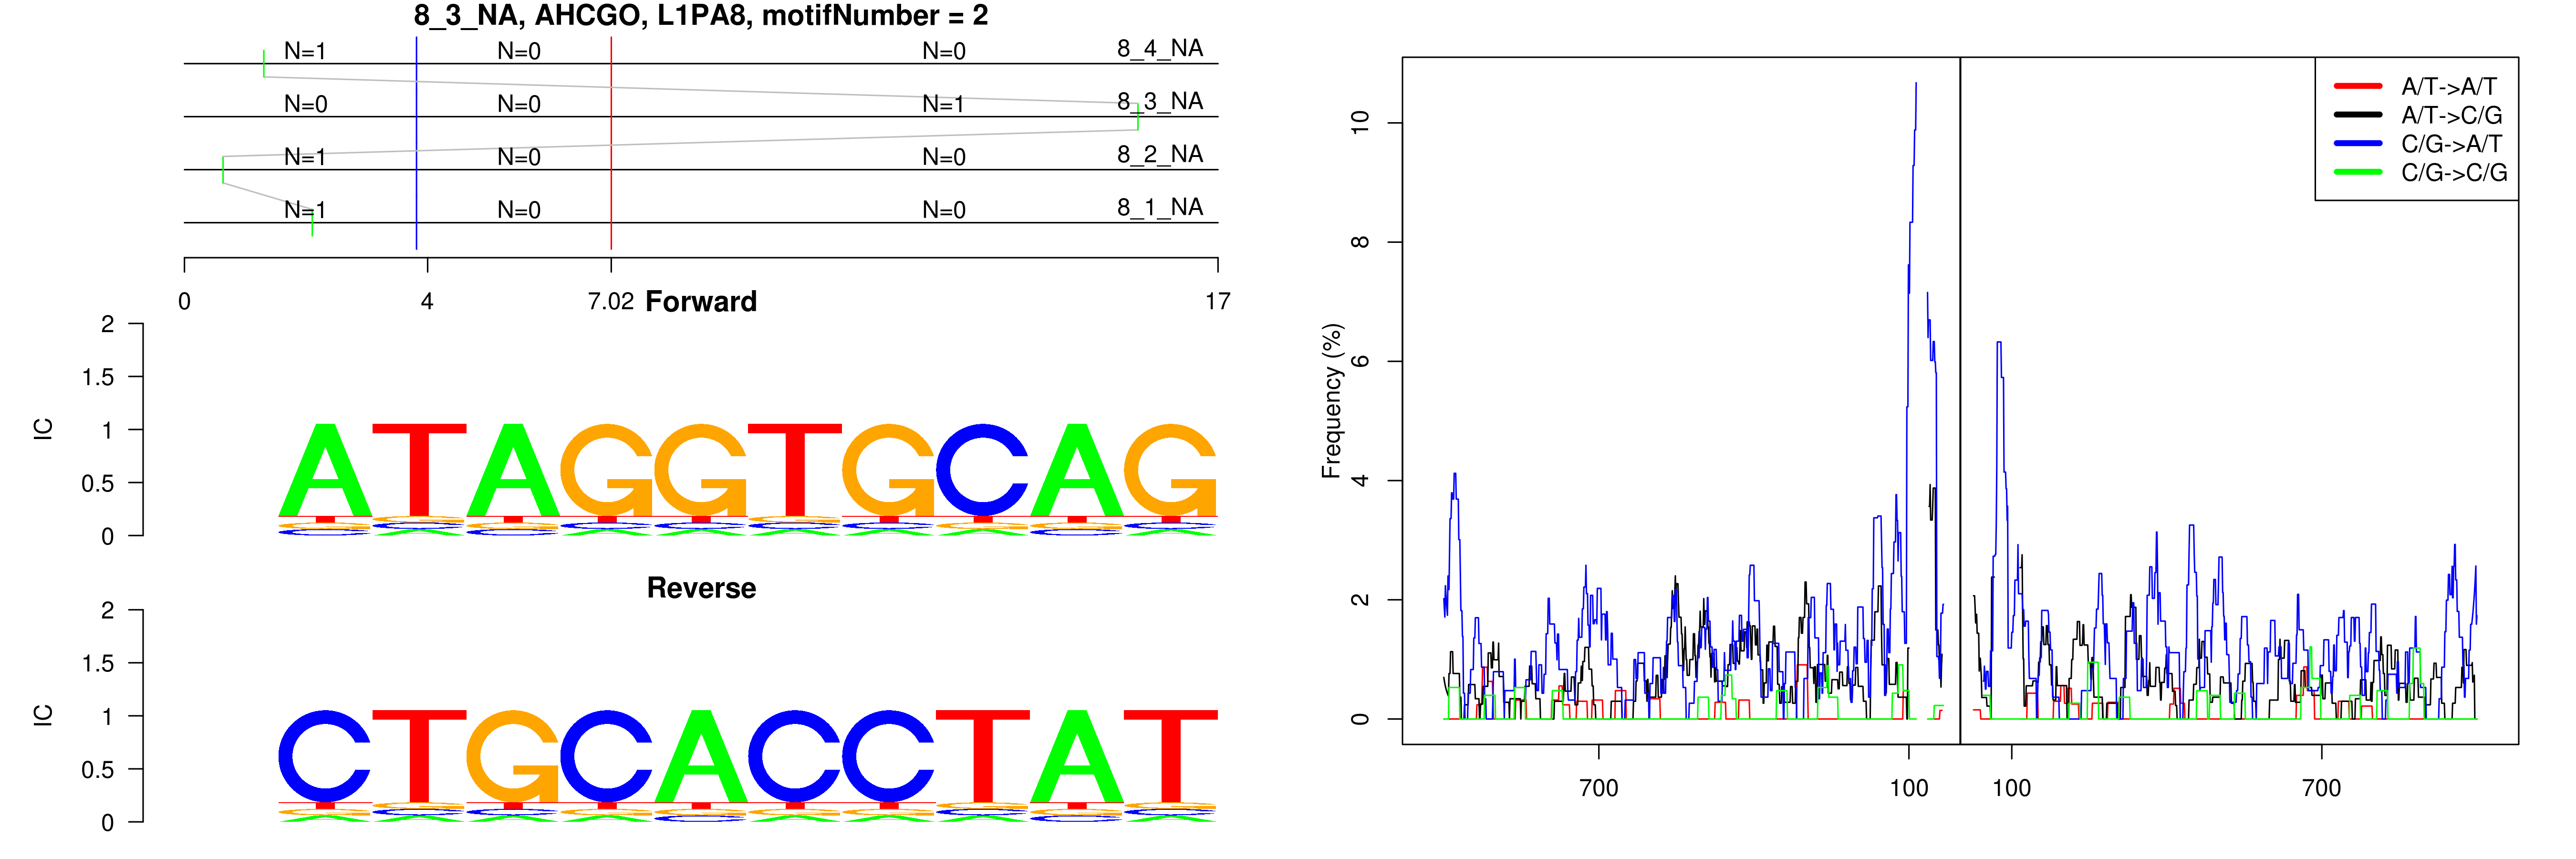 8_3_NA, AHCGO, L1PA8, motifNumber = 2
N=1 N=0 N=0 8_4_NA
N=0 N=0 N=1 8_3_NA
N=1 N=0 N=0 8_2_NA
N=1 N=0 N=0 8_1_NA
0 4 7.02 17
Forward
IC
2
1.5
1
0.5
0
ATAGGTGCAG
Reverse
IC
2
1.5
1
0.5
0
CTGCACCTAT
Frequency (%)
10
8
6
4
2
0
700 100 100 700
A/T->A/T
A/T->C/G
C/G->A/T
C/G->C/G